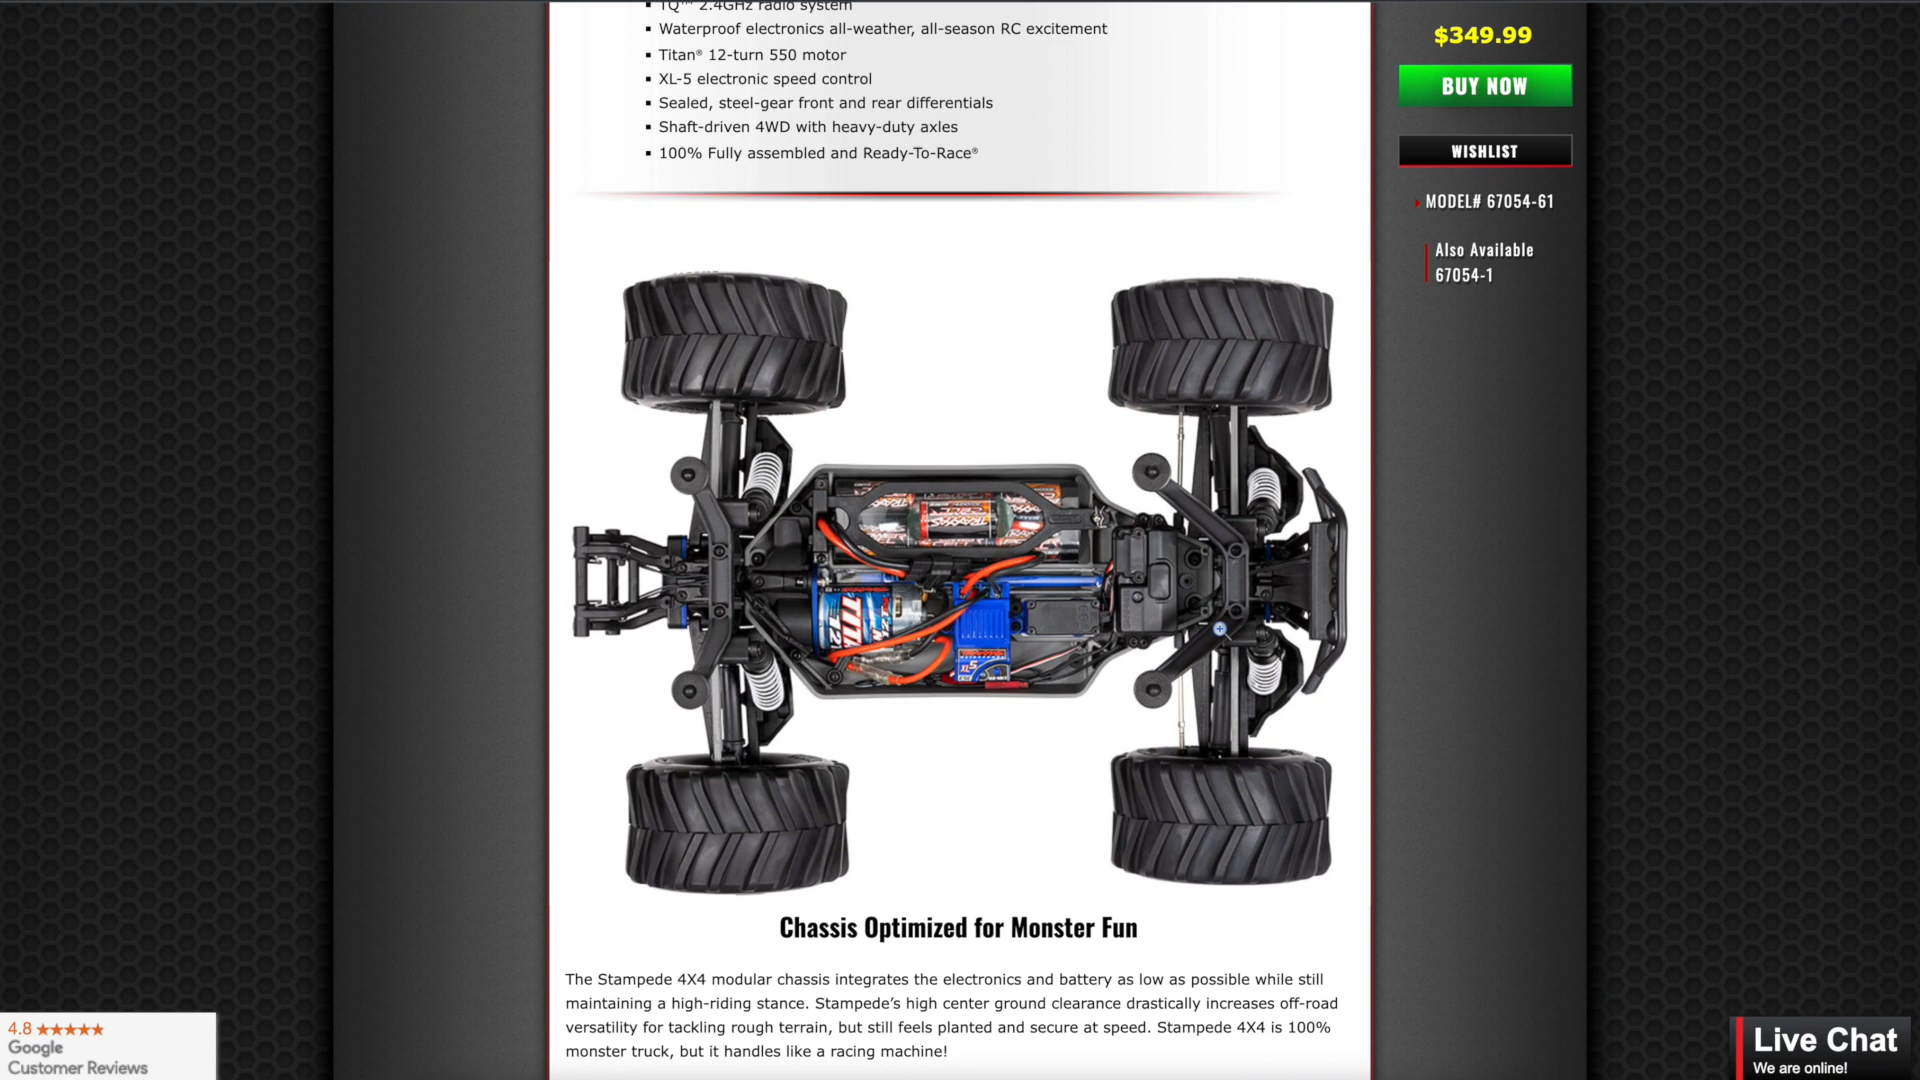 TQ™ 2.4GHz radio system
Waterproof electronics all-weather, all-season RC excitement
Titan® 12-turn 550 motor
XL-5 electronic speed control
Sealed, steel-gear front and rear differentials
Shaft-driven 4WD with heavy-duty axles
100% Fully assembled and Ready-To-Race®
$349.99
BUY NOW
WISHLIST
MODEL# 67054-61
Also Available
67054-1
XL5
Chassis Optimized for Monster Fun
The Stampede 4X4 modular chassis integrates the electronics and battery as low as possible while still
maintaining a high-riding stance. Stampede’s high center ground clearance drastically increases off-road
versatility for tackling rough terrain, but still feels planted and secure at speed. Stampede 4X4 is 100%
monster truck, but it handles like a racing machine!
4.8 ★★★★★
Google
Customer Reviews
Live Chat
We are online!